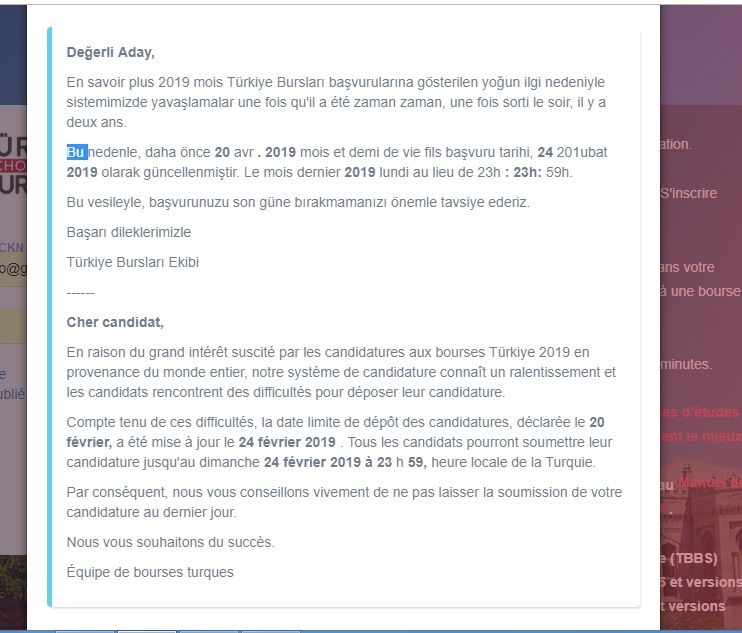 Değerli Aday,
En savoir plus 2019 mois Türkiye Bursları başvurularına gösterilen yoğun ilgi nedeniyle
sistemimizde yavaşlamalar une fois qu'il a été zaman zaman, une fois sorti le soir, il y a
deux ans.
Bu nedenle, daha önce 20 avr . 2019 mois et demi de vie fils başvuru tarihi, 24 201ubat
2019 olarak güncellenmiştir. Le mois dernier 2019 lundi au lieu de 23h : 23h: 59h.
Bu vesileyle, başvurunuzu son güne bırakmamanızı önemle tavsiye ederiz.
Başarı dileklerimizle
Türkiye Bursları Ekibi
------
Cher candidat,
En raison du grand intérêt suscité par les candidatures aux bourses Türkiye 2019 en
provenance du monde entier, notre système de candidature connaît un ralentissement et
les candidats rencontrent des difficultés pour déposer leur candidature.
Compte tenu de ces difficultés, la date limite de dépôt des candidatures, déclarée le 20
février, a été mise à jour le 24 février 2019 . Tous les candidats pourront soumettre leur
candidature jusqu'au dimanche 24 février 2019 à 23 h 59, heure locale de la Turquie.
Par conséquent, nous vous conseillons vivement de ne pas laisser la soumission de votre
candidature au dernier jour.
Nous vous souhaitons du succès.
Équipe de bourses turques
CKN
o@g
ation.
S'inscrire
ans votre
à une bourse
minutes.
es d'études
ent le mieux
au Manuel de
e (TBBS)
5 et versions
t versions